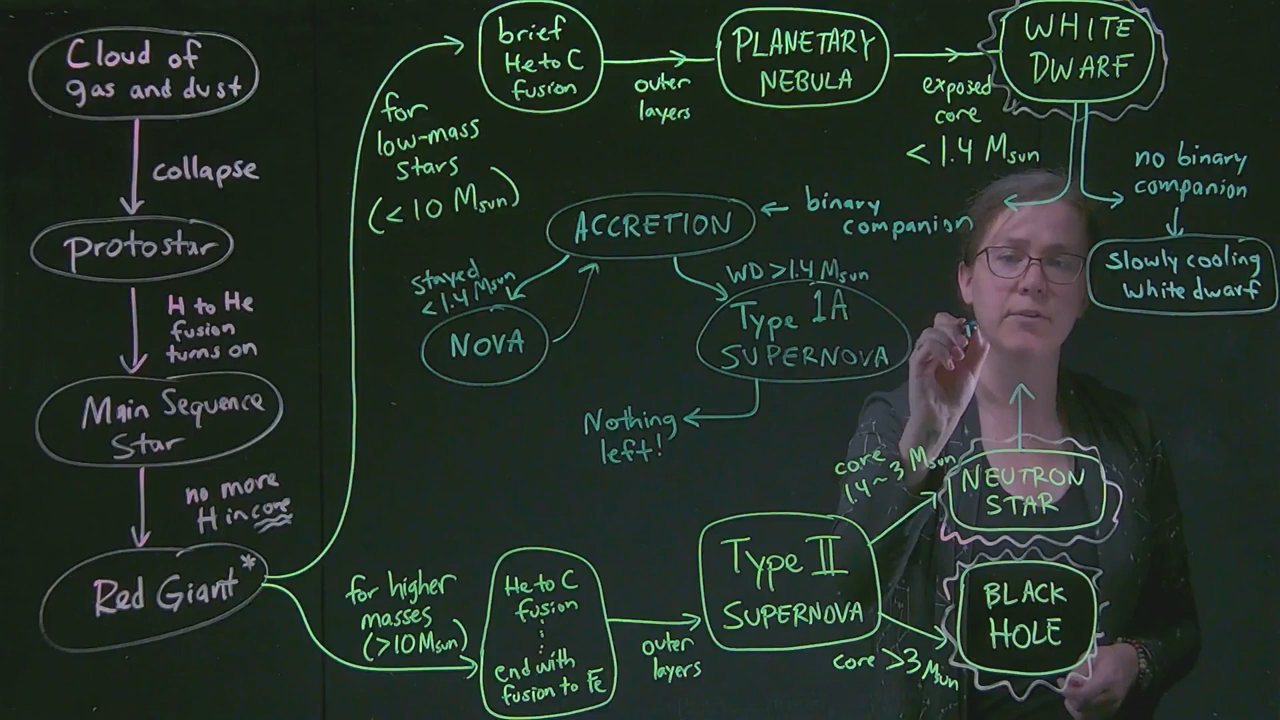 Cloud of
gas and dust
collapse
Protostar
H to He
fusion
turns on
Main Sequence
Star
no more
H in core
Red Giant*
for
low-mass
stars
(<10 Msun)
brief
He to C
fusion
outer
layers
PLANETARY
NEBULA
exposed
core
<1.4 Msun
WHITE
DWARF
no binary
companion
Slowly cooling
white dwarf
binary
companion
ACCRETION
stayed
<1.4 Msun
NOVA
WD >1.4 Msun
Type 1A
SUPERNOVA
Nothing
left!
for higher
masses
(>10 Msun)
He to C
fusion
⋮
end with
fusion to Fe
outer
layers
Type II
SUPERNOVA
core
1.4~3 Msun
NEUTRON
STAR
core >3 Msun
BLACK
HOLE